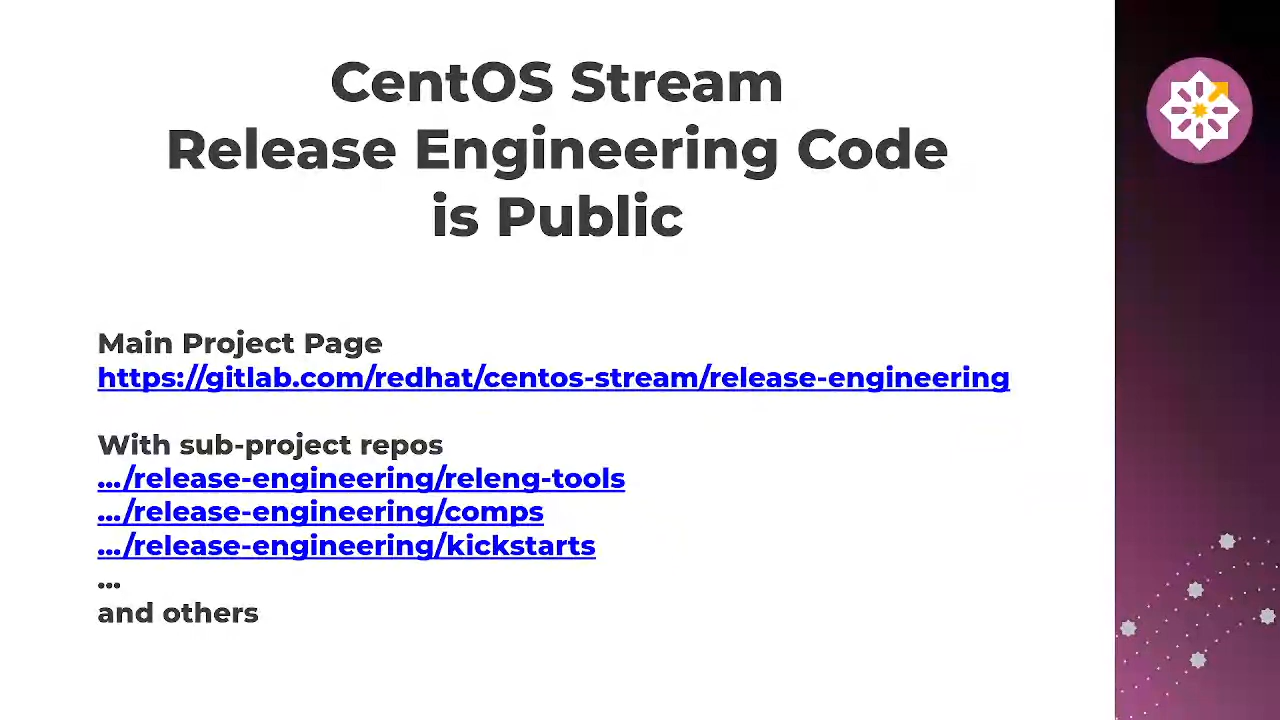 CentOS Stream
Release Engineering Code
is Public
Main Project Page
https://gitlab.com/redhat/centos-stream/release-engineering
With sub-project repos
.../release-engineering/releng-tools
.../release-engineering/comps
.../release-engineering/kickstarts
...
and others